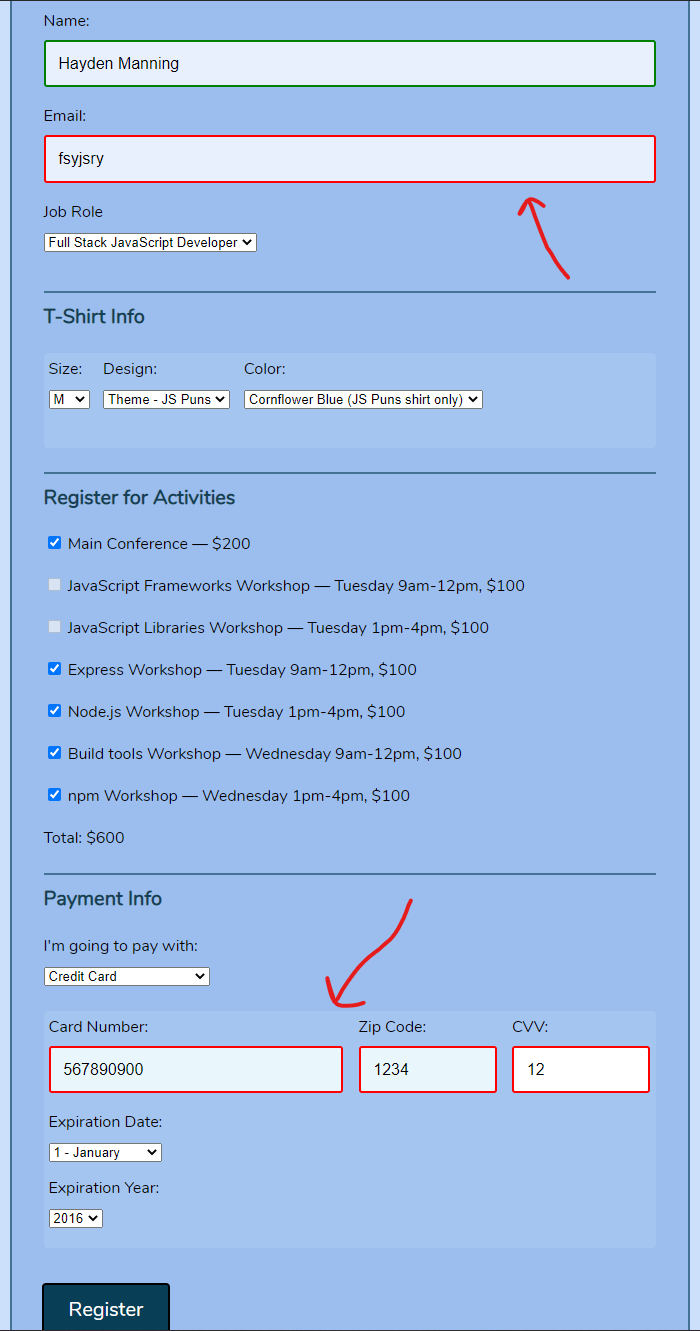 Name:
Hayden Manning
Email:
fsyjsry
Job Role
Full Stack JavaScript Developer
T-Shirt Info
Size: Design: Color:
M Theme - JS Puns Cornflower Blue (JS Puns shirt only)
Register for Activities
Main Conference — $200
JavaScript Frameworks Workshop — Tuesday 9am-12pm, $100
JavaScript Libraries Workshop — Tuesday 1pm-4pm, $100
Express Workshop — Tuesday 9am-12pm, $100
Node.js Workshop — Tuesday 1pm-4pm, $100
Build tools Workshop — Wednesday 9am-12pm, $100
npm Workshop — Wednesday 1pm-4pm, $100
Total: $600
Payment Info
I'm going to pay with:
Credit Card
Card Number: Zip Code: CVV:
567890900 1234 12
Expiration Date:
1 - January
Expiration Year:
2016
Register